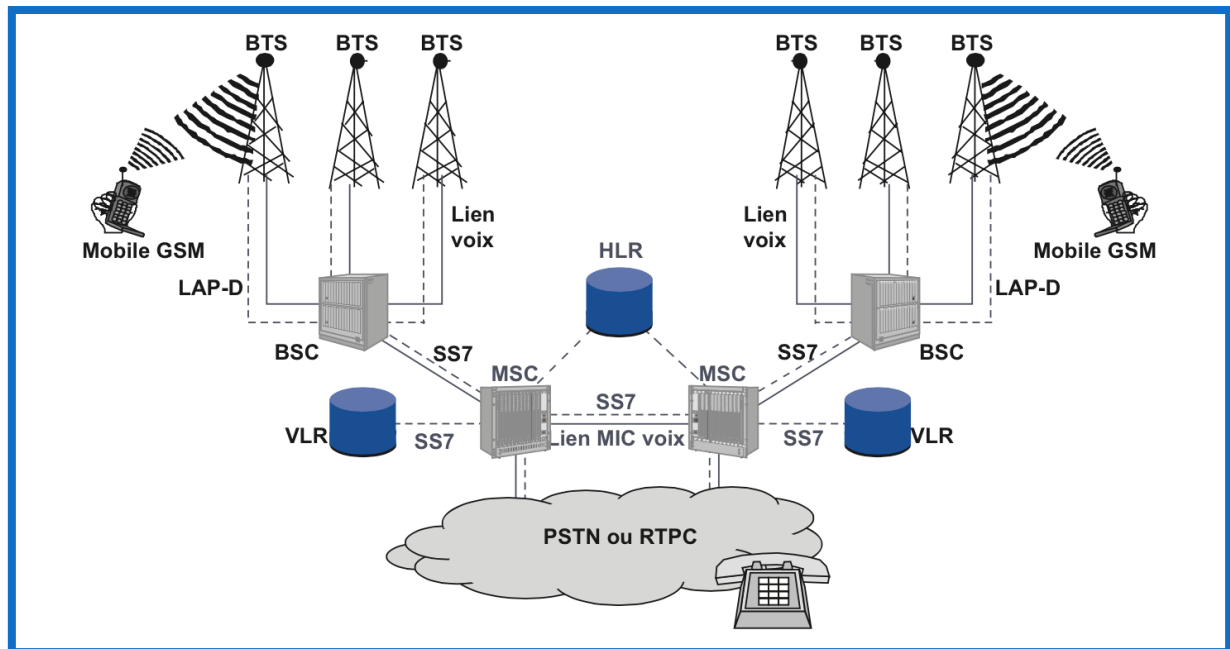 BTS
BTS
BTS
BTS
BTS
BTS
Lien
voix
Lien
voix
Mobile GSM
HLR
Mobile GSM
LAP-D
LAP-D
BSC
SS7
SS7
BSC
MSC
MSC
SS7
VLR
SS7
Lien MIC voix
SS7
VLR
PSTN ou RTPC